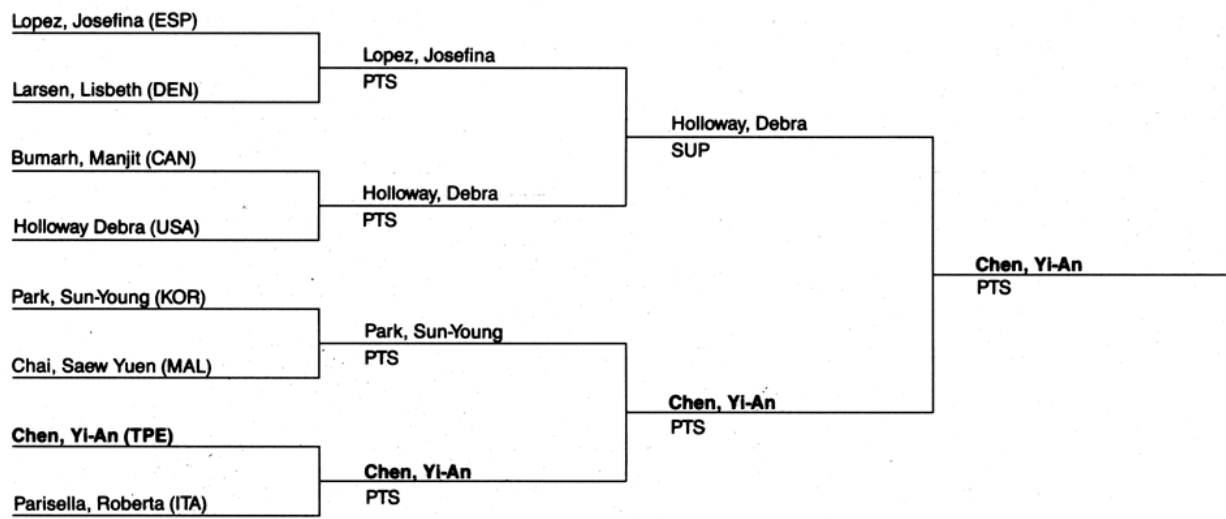 Lopez, Josefina (ESP)
Larsen, Lisbeth (DEN)
Bumarh, Manjit (CAN)
Holloway Debra (USA)
Park, Sun-Young (KOR)
Chai, Saew Yuen (MAL)
Chen, Yi-An (TPE)
Parisella, Roberta (ITA)
Lopez, Josefina
PTS
Holloway, Debra
PTS
Park, Sun-Young
PTS
Chen, Yi-An
PTS
Holloway, Debra
SUP
Chen, Yi-An
PTS
Chen, Yi-An
PTS